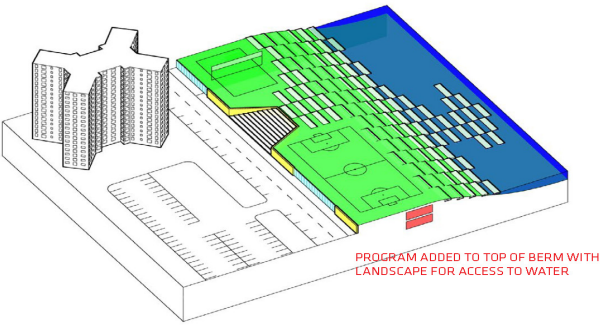 PROGRAM ADDED TO TOP OF BERM WITH
LANDSCAPE FOR ACCESS TO WATER